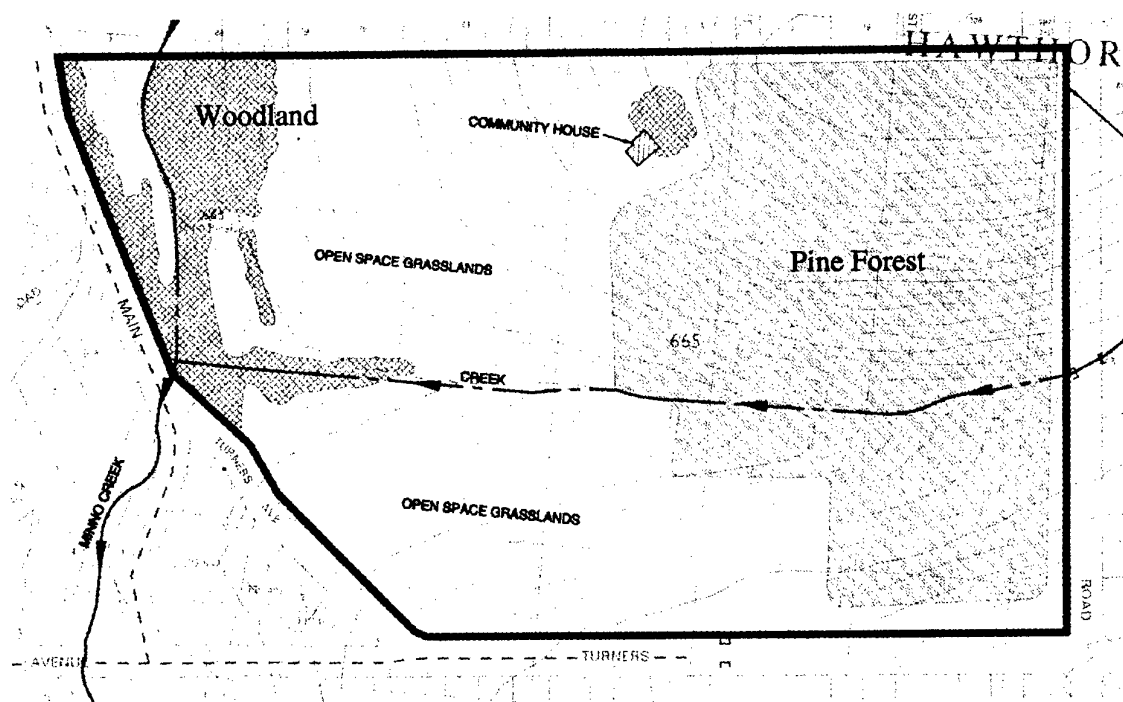 ST
HAWTHOR
Woodland
COMMUNITY HOUSE
OPEN SPACE GRASSLANDS
Pine Forest
MAIN
665
CREEK
TURNERS
AVE
MINNO CREEK
OPEN SPACE GRASSLANDS
ROAD
AVENUE
TURNERS